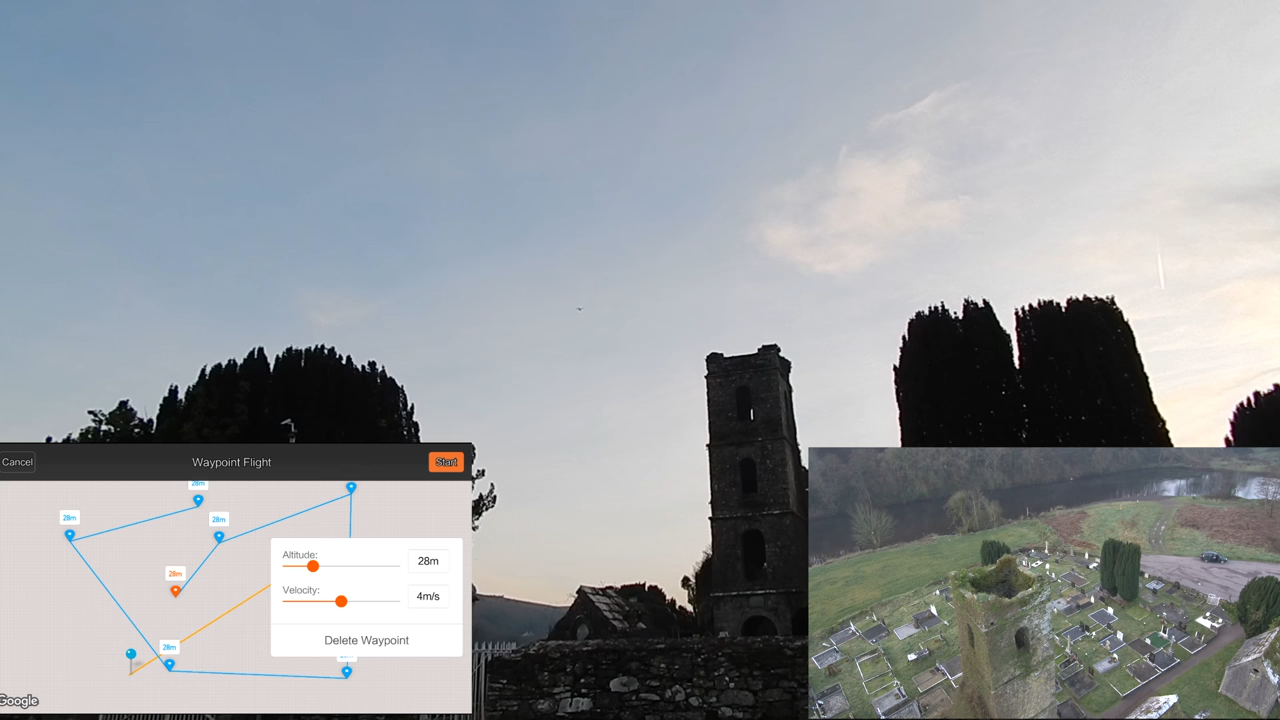 Cancel
Waypoint Flight
Start
28m
28m
28m
28m
28m
Altitude:
28m
Velocity:
4m/s
Delete Waypoint
Google